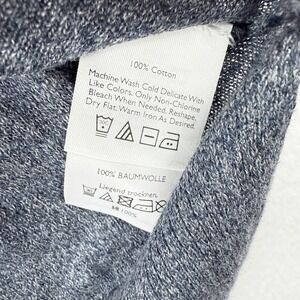 100% Cotton
Machine Wash Cold Delicate With
Like Colors. Only Non-Chlorine
Bleach When Needed. Reshape,
Dry Flat. Warm Iron As Desired.
100% BAUMWOLLE
Liegend trocknen.
100%